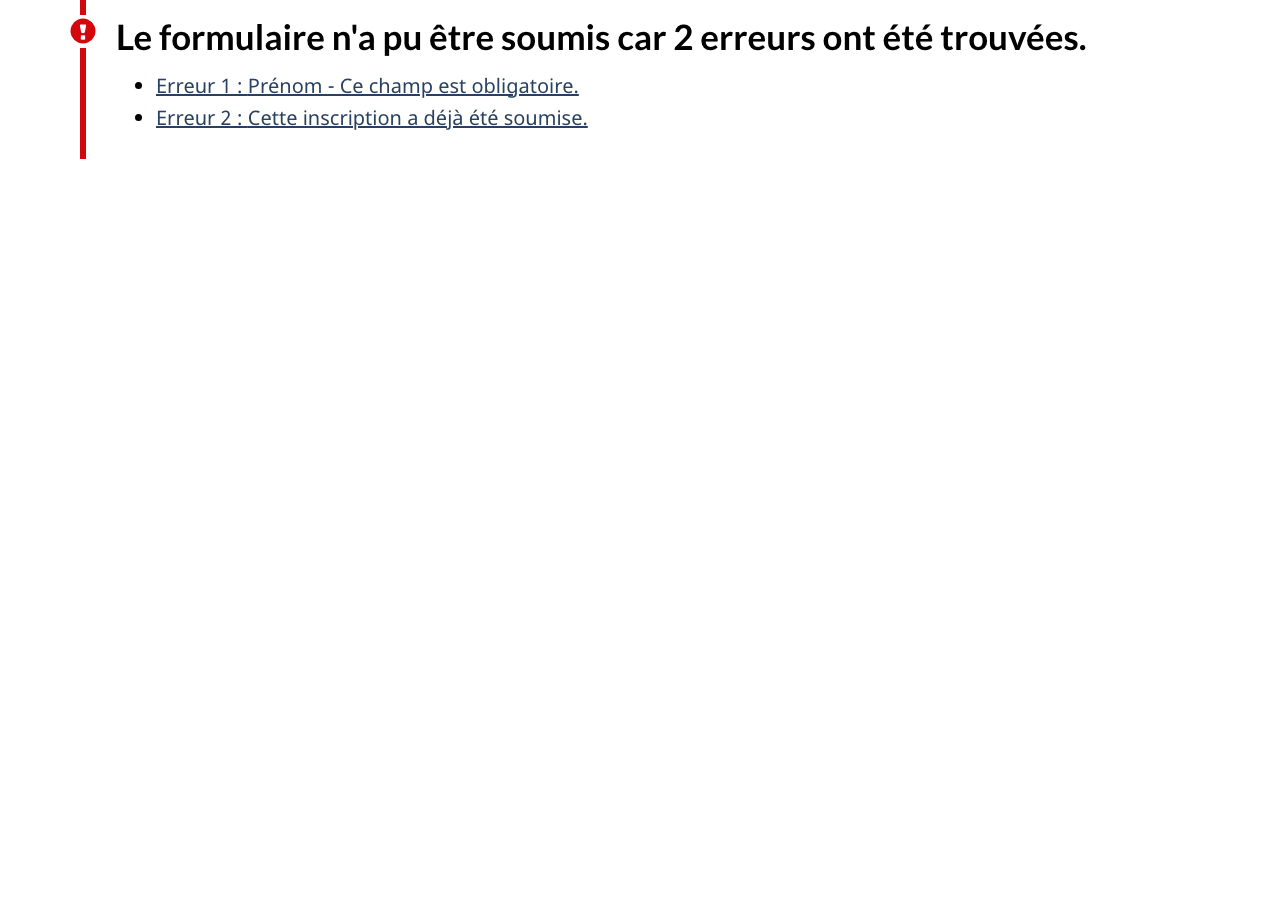 Le formulaire n'a pu être soumis car 2 erreurs ont été trouvées.
Erreur 1 : Prénom - Ce champ est obligatoire.
Erreur 2 : Cette inscription a déjà été soumise.